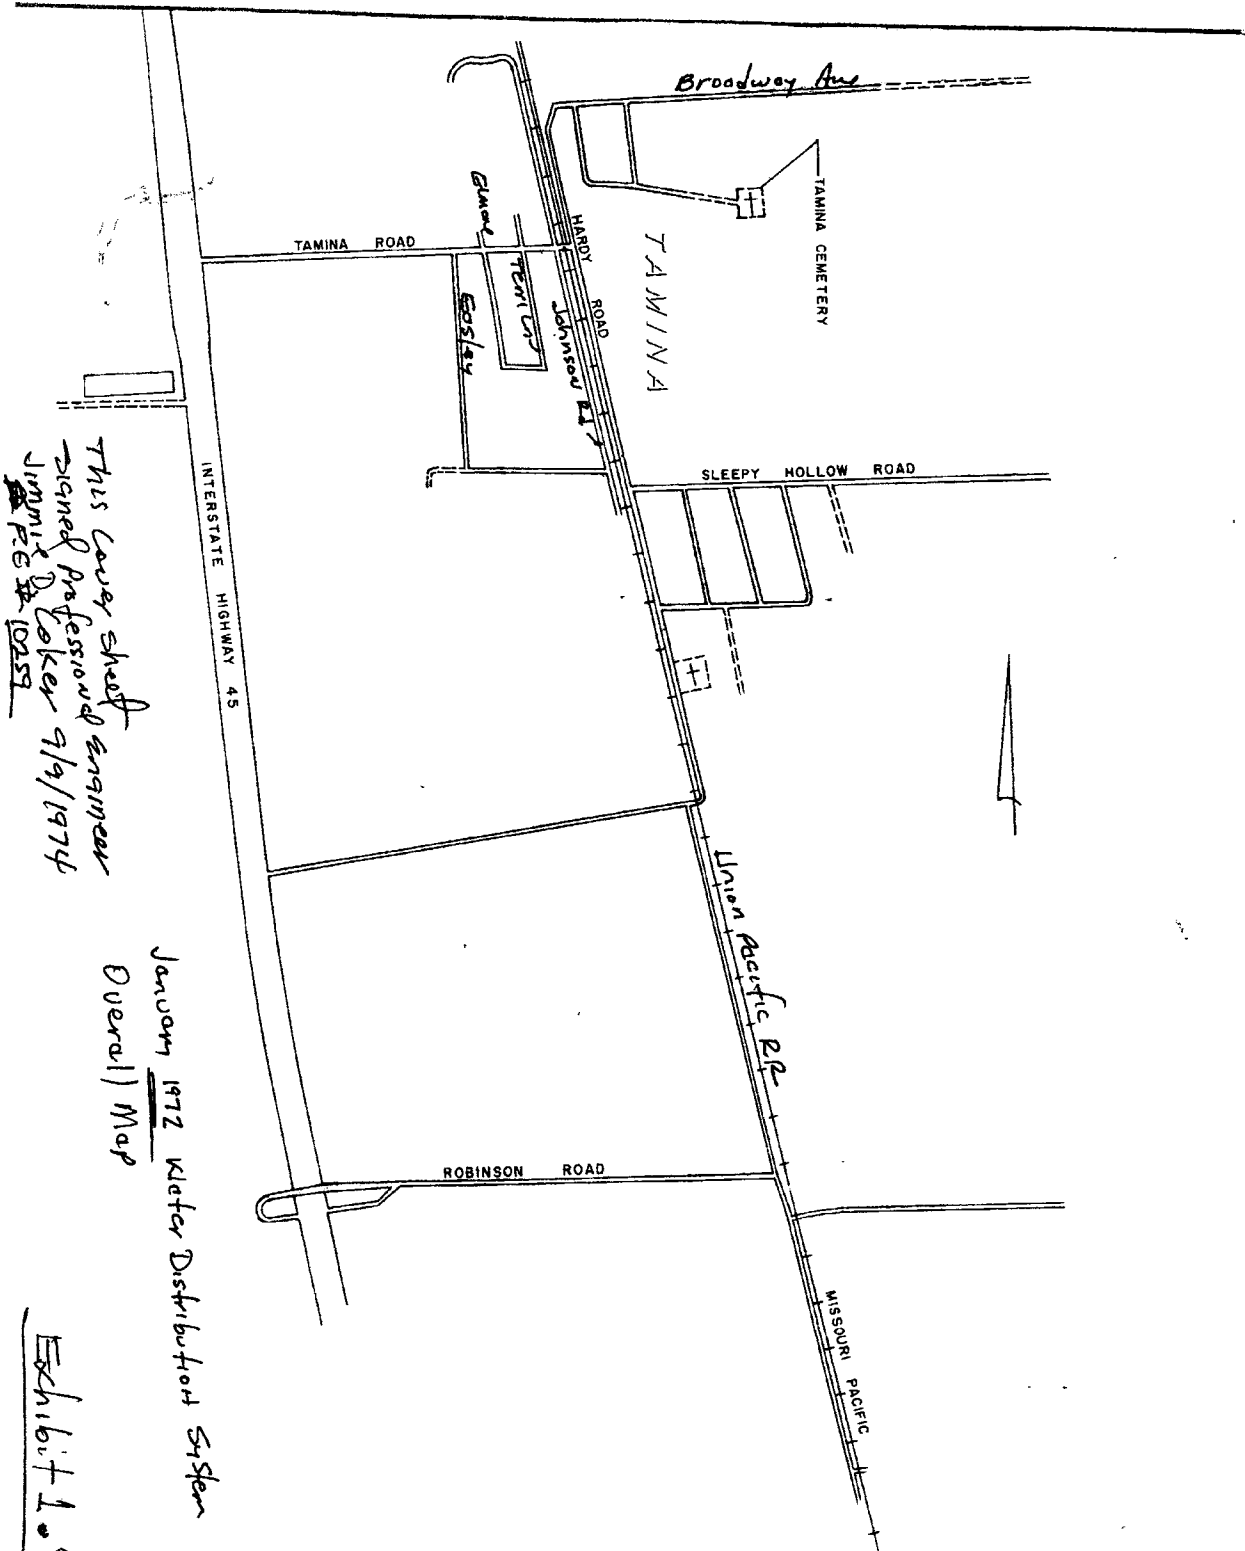 Broadway Ave
TAMINA CEMETERY
TAMINA
HARDY ROAD
Elmore
TAMINA ROAD
Terri Ln
Easley
Johnson Rd
SLEEPY HOLLOW ROAD
INTERSTATE HIGHWAY 45
Union Pacific RR
ROBINSON ROAD
MISSOURI PACIFIC
This Cover sheet
signed Professional Engineer
Jimmie D. Coker 9/9/1974
P.E # 10259
January 1972 Water Distribution System
Overall Map
Exhibit 1.